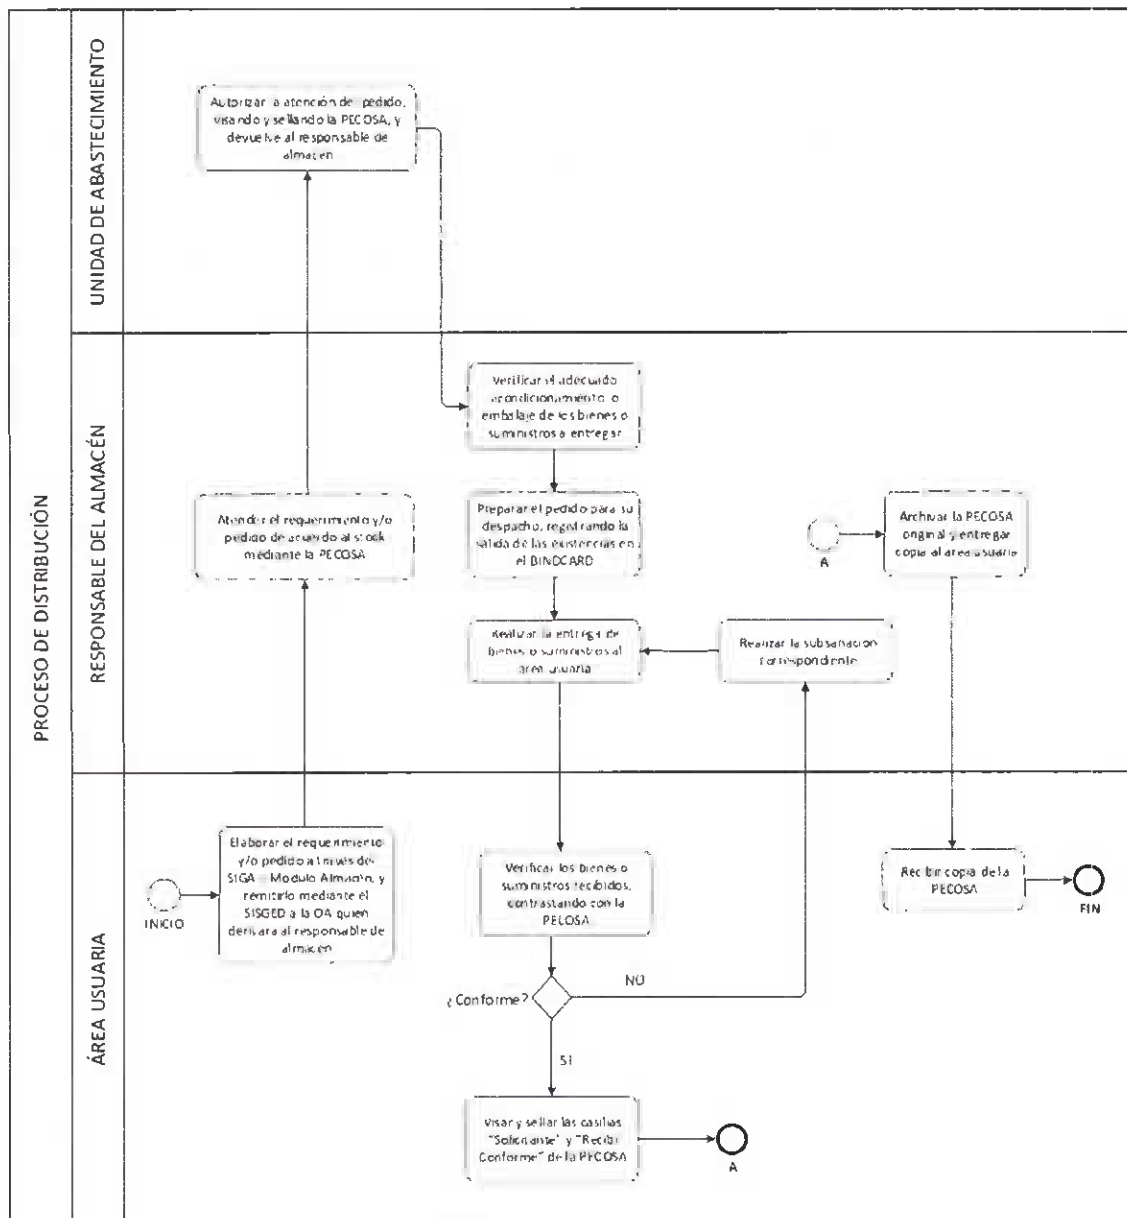 PROCESO DE DISTRIBUCIÓN
UNIDAD DE ABASTECIMIENTO
Autorizar la atención del pedido,
visando y sellando la PECOSA, y
devuelve al responsable de
almacén
RESPONSABLE DEL ALMACÉN
Verificar el adecuado
acondicionamiento o
embalaje de los bienes o
suministros a entregar
Atender el requerimiento y/o
pedido de acuerdo al stock
mediante la PECOSA
Preparar el pedido para su
despacho, registrando la
salida de las existencias en
el BINDCARD
A
Archivar la PECOSA
original y entregar
copia al área usuaria
Realizar la entrega de
bienes o suministros al
área usuaria
Realizar la subsanación
correspondiente
ÁREA USUARIA
INICIO
Elaborar el requerimiento
y/o pedido a través del
SIGA - Modulo Almacén, y
remitirlo mediante el
SISGED a la OA quien
derivará al responsable de
almacén
Verificar los bienes o
suministros recibidos,
contrastando con la
PECOSA
Recibir copia de la
PECOSA
FIN
¿Conforme?
NO
SI
Visar y sellar las casillas
"Solicitante" y "Recibí
Conforme" de la PECOSA
A